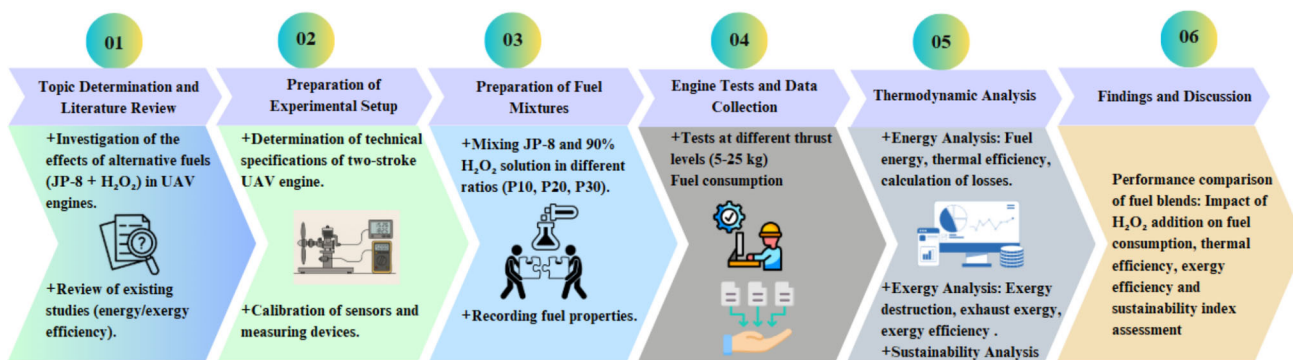 01
Topic Determination and
Literature Review
+Investigation of the
effects of alternative fuels
(JP-8 + H₂O₂) in UAV
engines.
+Review of existing
studies (energy/exergy
efficiency).
02
Preparation of
Experimental Setup
+Determination of technical
specifications of two-stroke
UAV engine.
+Calibration of sensors and
measuring devices.
03
Preparation of Fuel
Mixtures
+Mixing JP-8 and 90%
H₂O₂ solution in different
ratios (P10, P20, P30).
+Recording fuel properties.
04
Engine Tests and Data
Collection
+Tests at different thrust
levels (5-25 kg)
Fuel consumption
05
Thermodynamic Analysis
+Energy Analysis: Fuel
energy, thermal efficiency,
calculation of losses.
+Exergy Analysis: Exergy
destruction, exhaust exergy,
exergy efficiency .
+Sustainability Analysis
06
Findings and Discussion
Performance comparison
of fuel blends: Impact of
H₂O₂ addition on fuel
consumption, thermal
efficiency, exergy
efficiency and
sustainability index
assessment